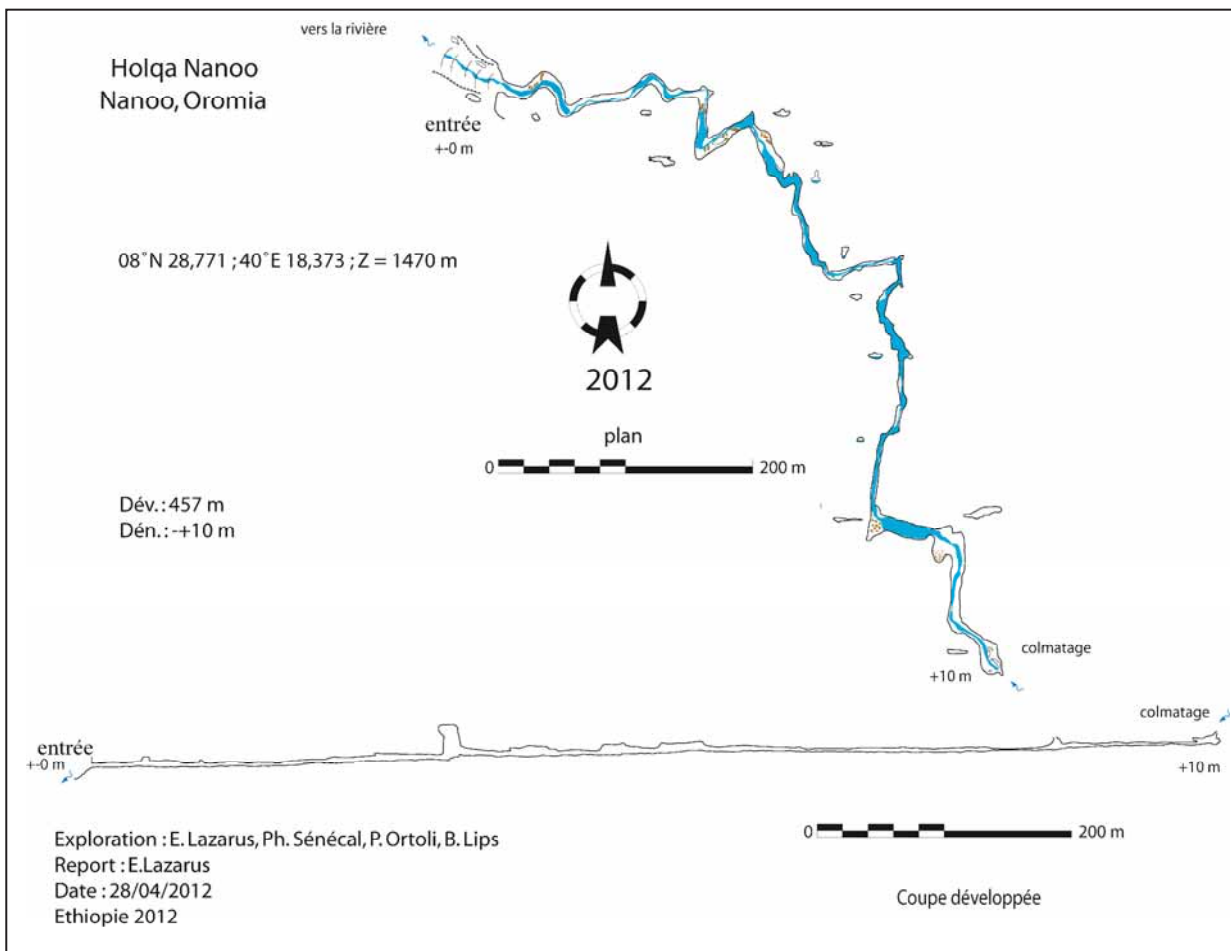 vers la rivière
Holqa Nanoo
Nanoo, Oromia
entrée
+-0 m
08°N 28,771 ; 40°E 18,373 ; Z = 1470 m
2012
plan
0 200 m
Dév. : 457 m
Dén. : -+10 m
colmatage
+10 m
colmatage
entrée
+-0 m
+10 m
Exploration : E. Lazarus, Ph. Sénécal, P. Ortoli, B. Lips
Report : E.Lazarus
Date : 28/04/2012
Ethiopie 2012
0 200 m
Coupe développée